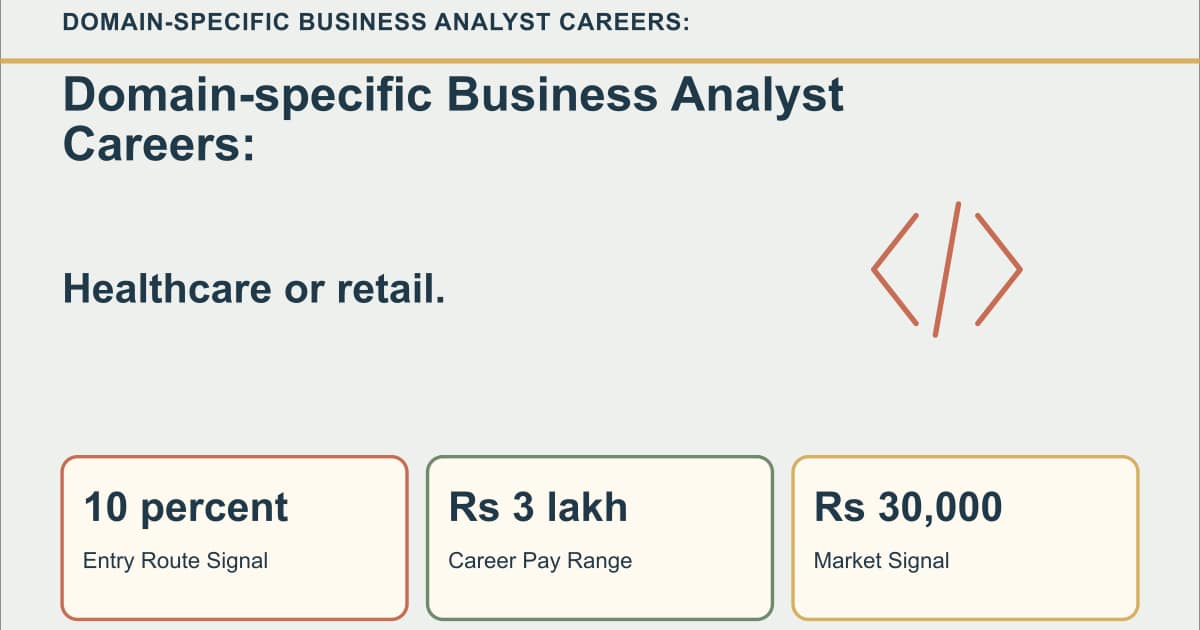 DOMAIN-SPECIFIC BUSINESS ANALYST CAREERS:
Domain-specific Business Analyst
Careers:
Healthcare or retail.
10 percent
Entry Route Signal
Rs 3 lakh
Career Pay Range
Rs 30,000
Market Signal